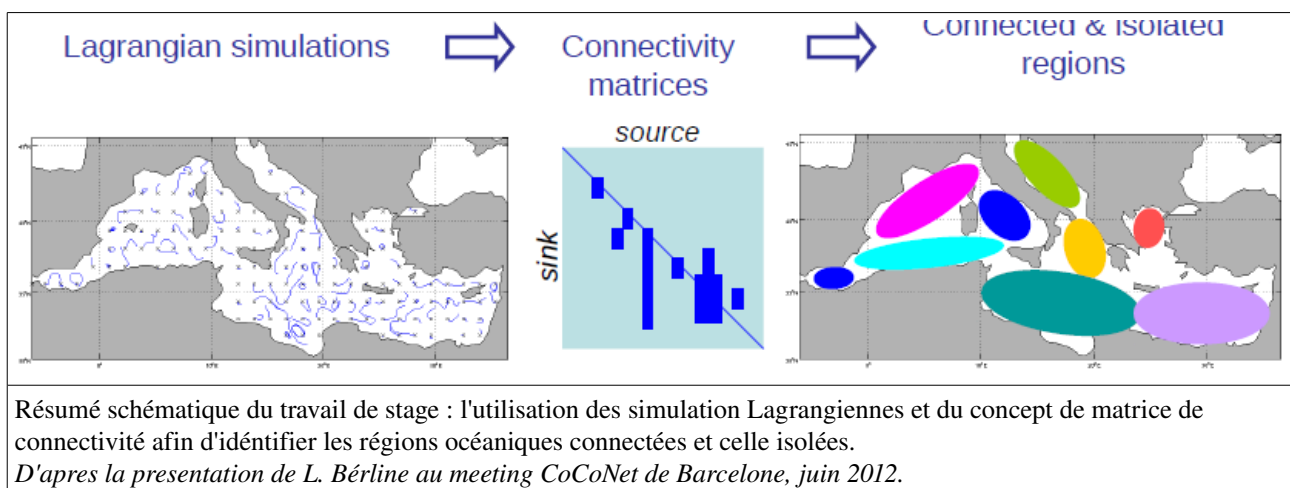 Lagrangian simulations
Connectivity
matrices
Connected & isolated
regions
source
sink
Résumé schématique du travail de stage : l'utilisation des simulation Lagrangiennes et du concept de matrice de
connectivité afin d'idéntifier les régions océaniques connectées et celle isolées.
D'apres la presentation de L. Bérline au meeting CoCoNet de Barcelone, juin 2012.